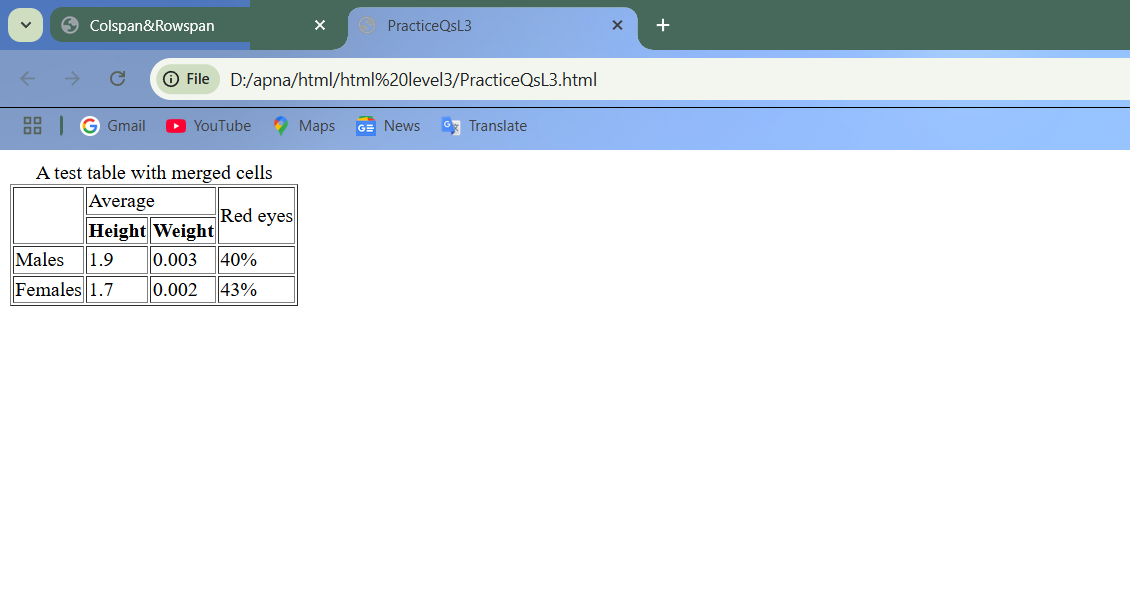 Colspan&Rowspan PracticeQsL3
File D:/apna/html/html%20level3/PracticeQsL3.html
Gmail YouTube Maps News Translate
A test table with merged cells
Average
Red eyes
Height Weight
Males 1.9 0.003 40%
Females 1.7 0.002 43%